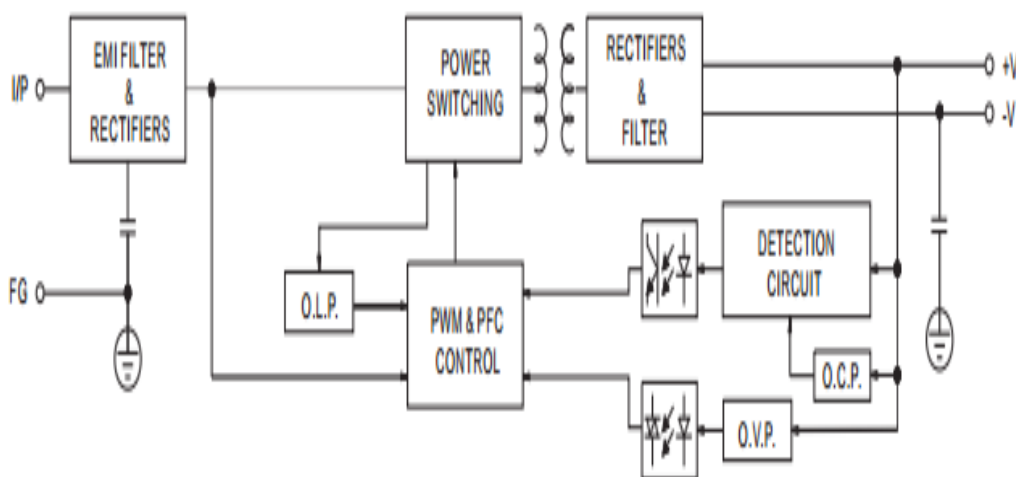 I/P
EMI FILTER
&
RECTIFIERS
POWER
SWITCHING
RECTIFIERS
&
FILTER
+V
-V
FG
O.L.P.
PWM & PFC
CONTROL
DETECTION
CIRCUIT
O.C.P.
O.V.P.